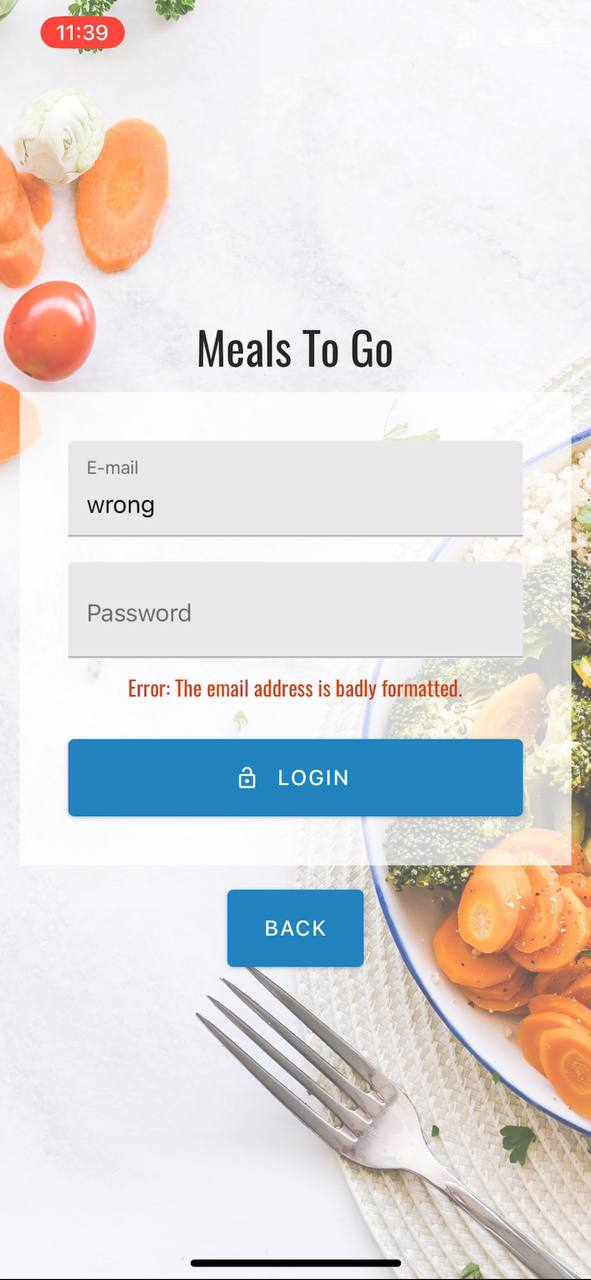 11:39
Meals To Go
E-mail
wrong
Password
Error: The email address is badly formatted.
LOGIN
BACK